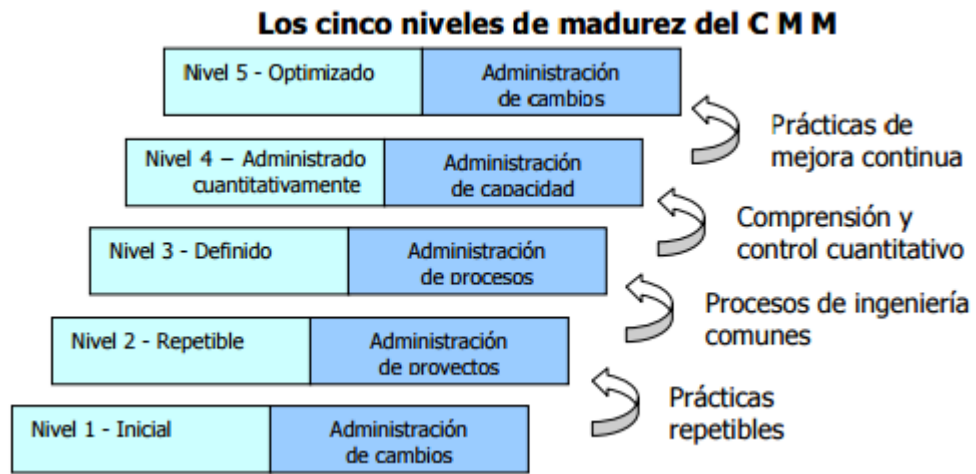 Los cinco niveles de madurez del C M M
Nivel 5 - Optimizado
Administración
de cambios
Prácticas de
mejora continua
Nivel 4 – Administrado
cuantitativamente
Administración
de capacidad
Comprensión y
control cuantitativo
Nivel 3 - Definido
Administración
de procesos
Procesos de ingeniería
comunes
Nivel 2 - Repetible
Administración
de proyectos
Prácticas
repetibles
Nivel 1 - Inicial
Administración
de cambios